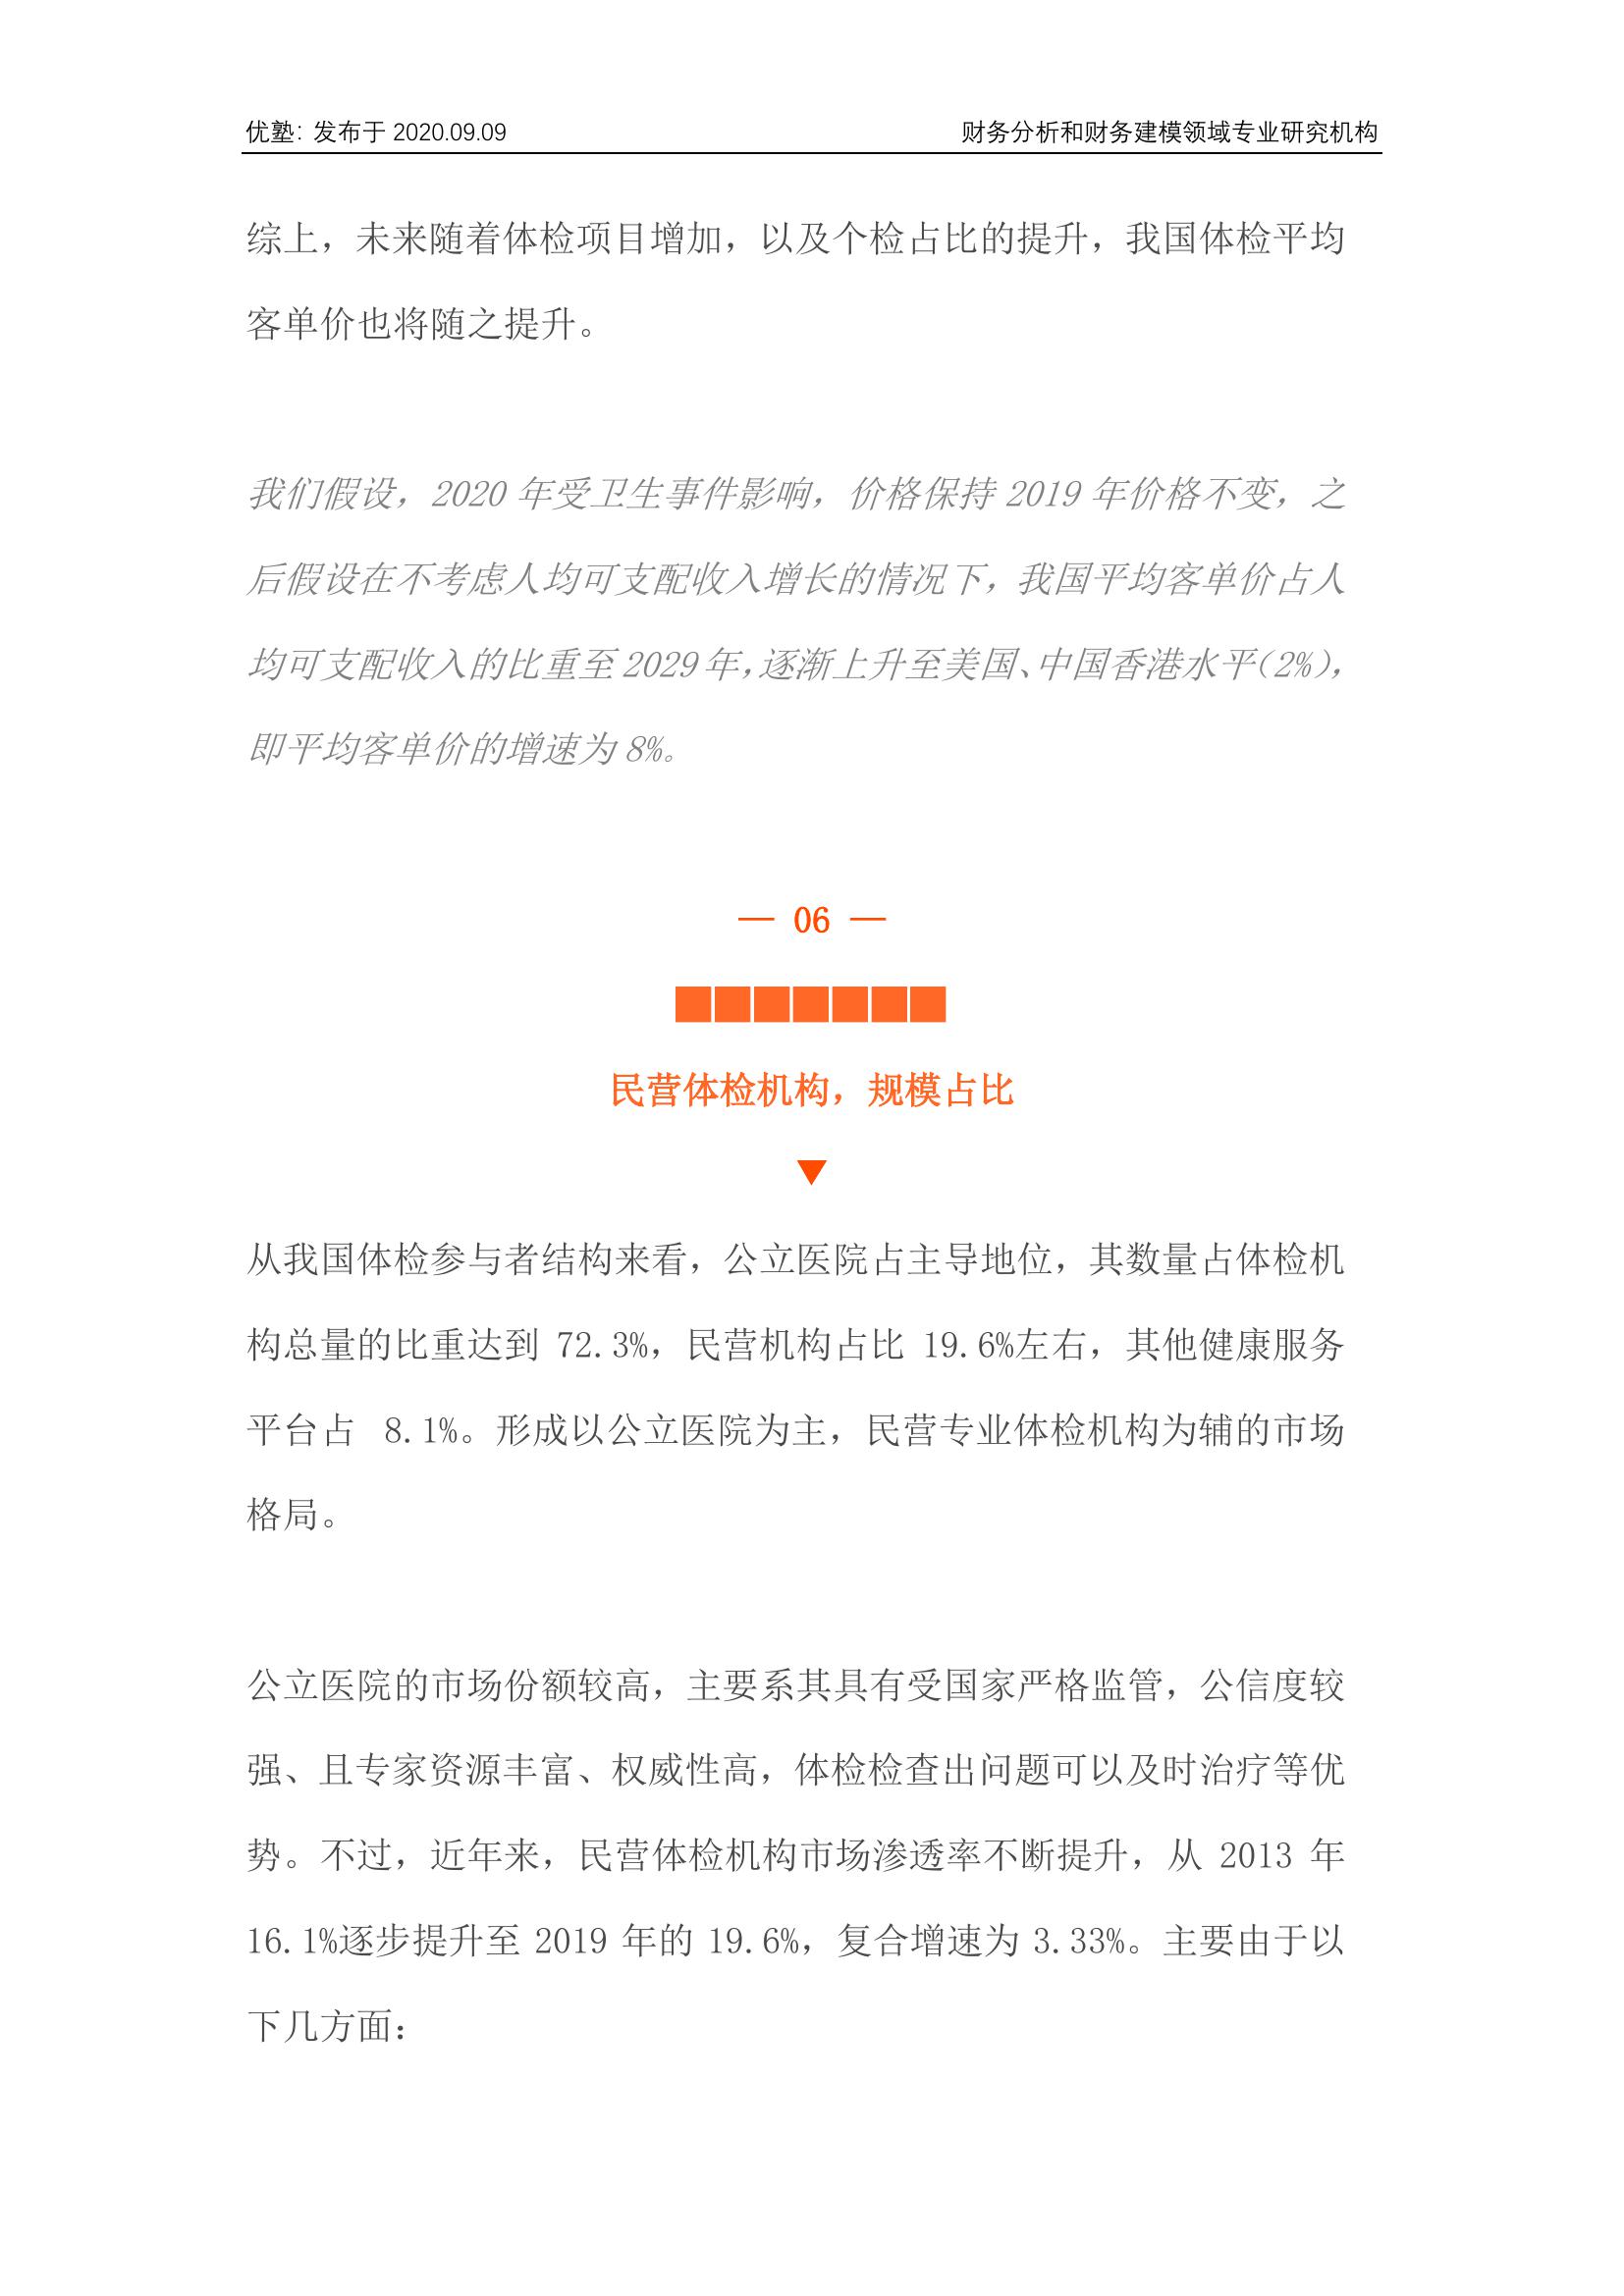 优塾：发布于 2020.09.09
财务分析和财务建模领域专业研究机构
综上，未来随着体检项目增加，以及个检占比的提升，我国体检平均
客单价也将随之提升。
我们假设，2020 年受卫生事件影响，价格保持 2019 年价格不变，之
后假设在不考虑人均可支配收入增长的情况下，我国平均客单价占人
均可支配收入的比重至 2029 年，逐渐上升至美国、中国香港水平（2%），
即平均客单价的增速为 8%。
— 06 —
■■■■■■■
民营体检机构，规模占比
▼
从我国体检参与者结构来看，公立医院占主导地位，其数量占体检机
构总量的比重达到 72.3%，民营机构占比 19.6%左右，其他健康服务
平台占 8.1%。形成以公立医院为主，民营专业体检机构为辅的市场
格局。
公立医院的市场份额较高，主要系其具有受国家严格监管，公信度较
强、且专家资源丰富、权威性高，体检检查出问题可以及时治疗等优
势。不过，近年来，民营体检机构市场渗透率不断提升，从 2013 年
16.1%逐步提升至 2019 年的 19.6%，复合增速为 3.33%。主要由于以
下几方面：